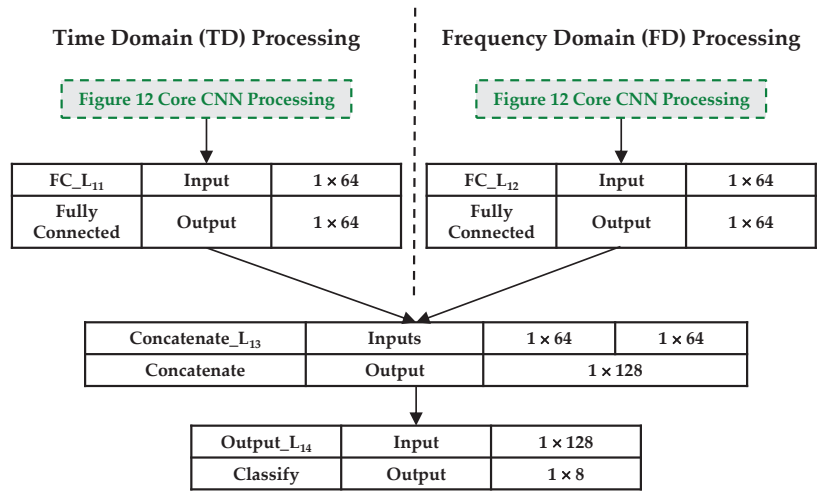 Time Domain (TD) Processing
Frequency Domain (FD) Processing
Figure 12 Core CNN Processing
Figure 12 Core CNN Processing
FC_L₁₁ Input 1 × 64
Fully Connected Output 1 × 64
FC_L₁₂ Input 1 × 64
Fully Connected Output 1 × 64
Concatenate_L₁₃ Inputs 1 × 64 1 × 64
Concatenate Output 1 × 128
Output_L₁₄ Input 1 × 128
Classify Output 1 × 8